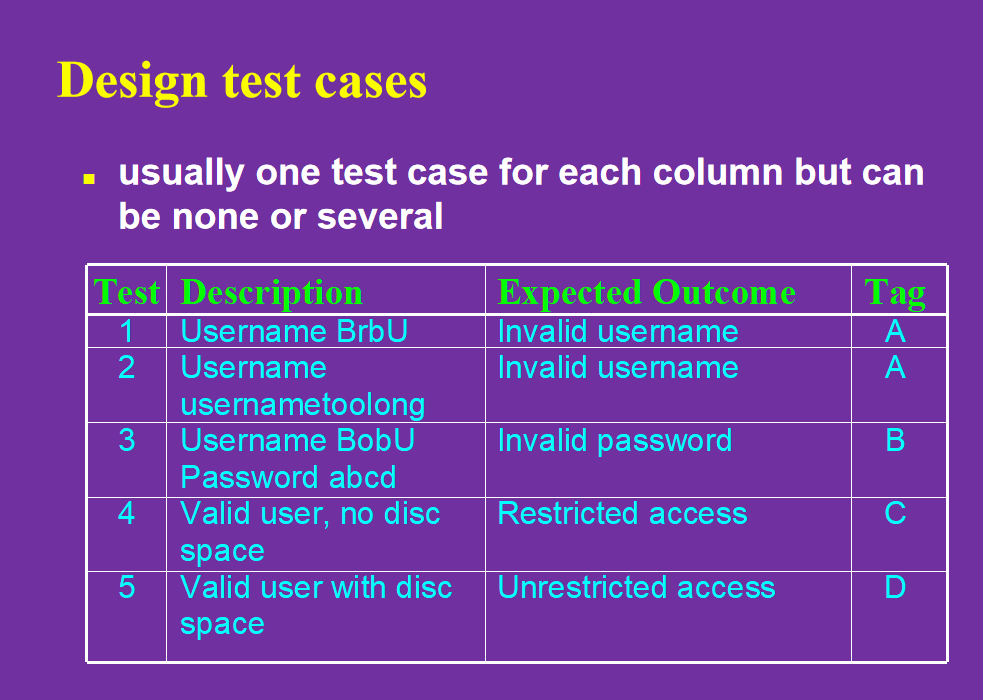 Design test cases
usually one test case for each column but can
be none or several
Test Description Expected Outcome Tag
1 Username BrbU Invalid username A
2 Username Invalid username A
usernametoolong
3 Username BobU Invalid password B
Password abcd
4 Valid user, no disc Restricted access C
space
5 Valid user with disc Unrestricted access D
space